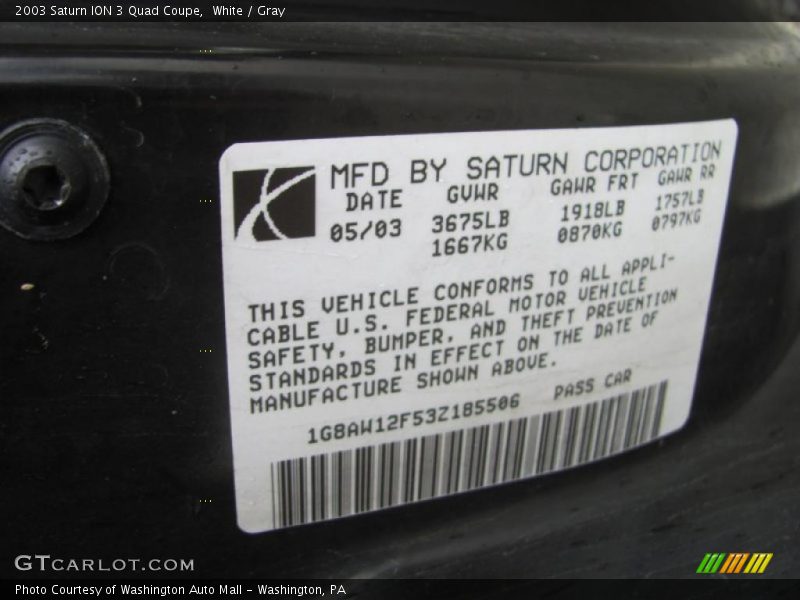 2003 Saturn ION 3 Quad Coupe,  White / Gray
MFD BY SATURN CORPORATION
DATE GVWR GAWR FRT GAWR RR
05/03 3675LB 1918LB 1757LB
1667KG 0870KG 0797KG
THIS VEHICLE CONFORMS TO ALL APPLI-
CABLE U.S. FEDERAL MOTOR VEHICLE
SAFETY, BUMPER, AND THEFT PREVENTION
STANDARDS IN EFFECT ON THE DATE OF
MANUFACTURE SHOWN ABOVE.
1G8AW12F53Z185506 PASS CAR
GTCARLOT.COM
Photo Courtesy of Washington Auto Mall - Washington, PA